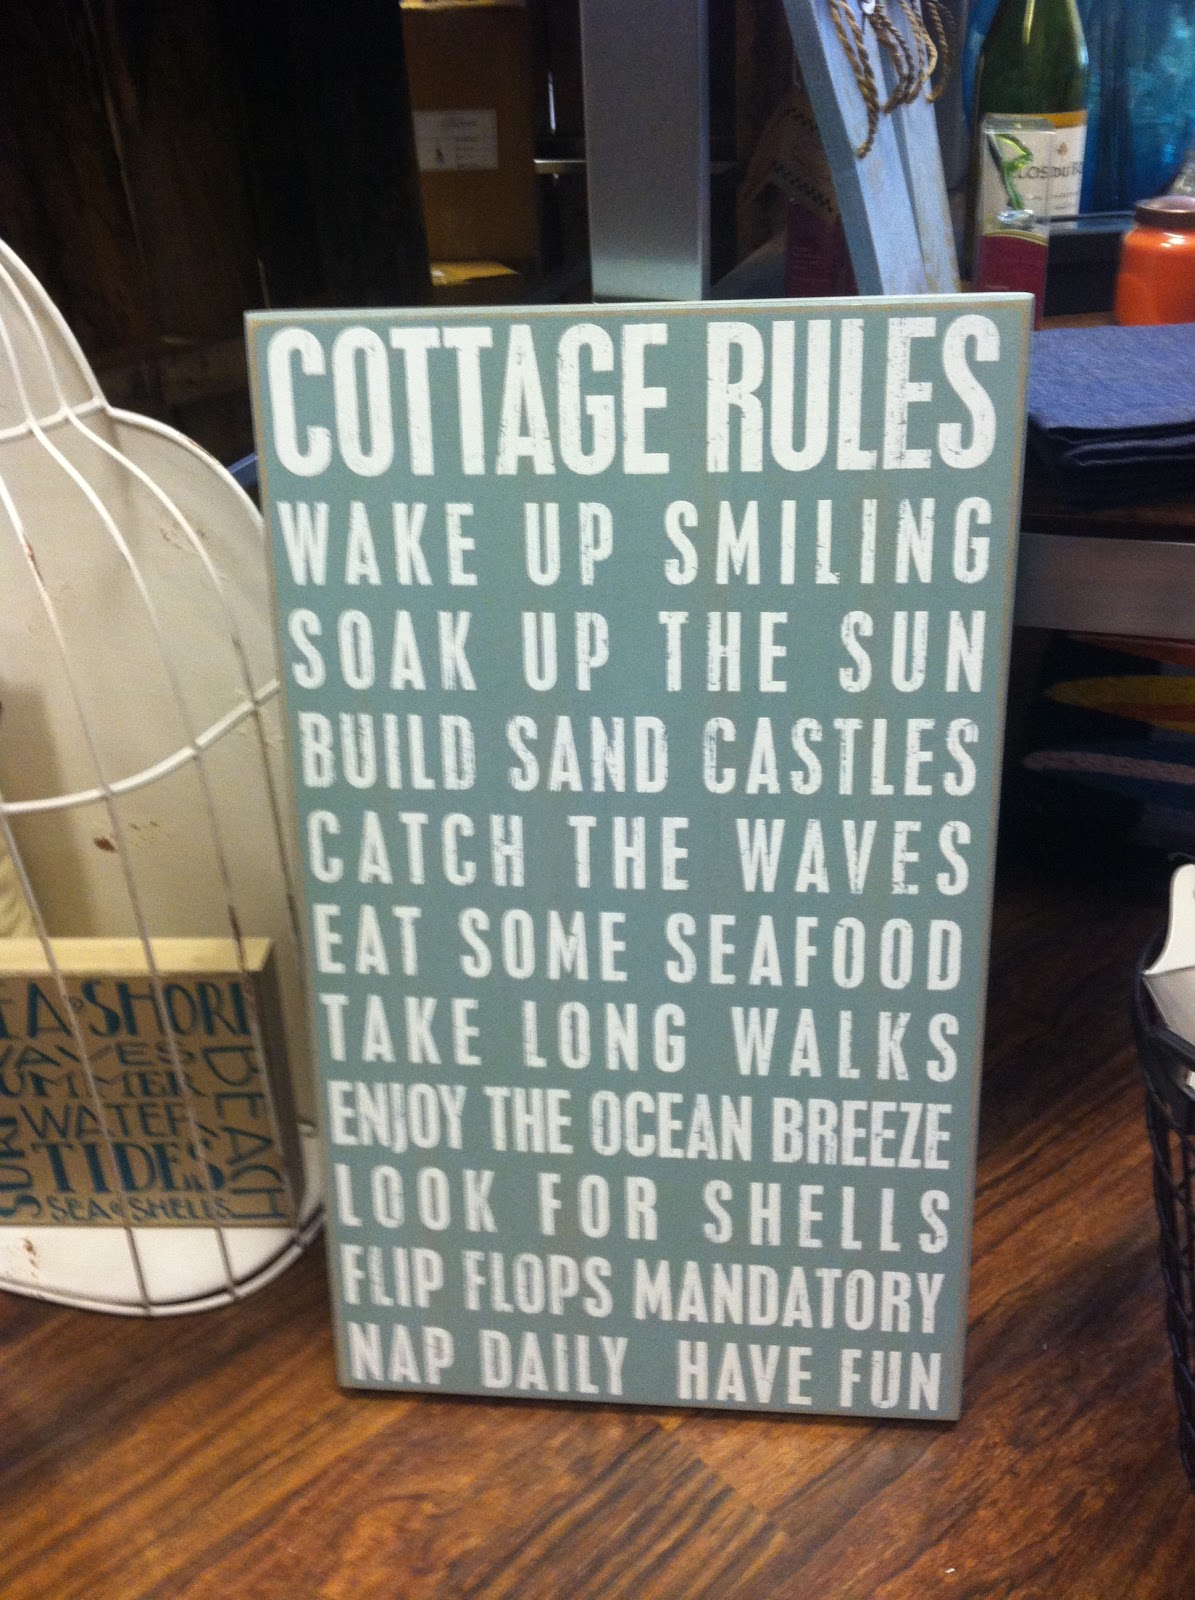 COTTAGE RULES
WAKE UP SMILING
SOAK UP THE SUN
BUILD SAND CASTLES
CATCH THE WAVES
EAT SOME SEAFOOD
TAKE LONG WALKS
ENJOY THE OCEAN BREEZE
LOOK FOR SHELLS
FLIP FLOPS MANDATORY
NAP DAILY HAVE FUN
SHORE
WAVES
SUMMER
WATER
TIDES
SEA SHELLS
BEACH